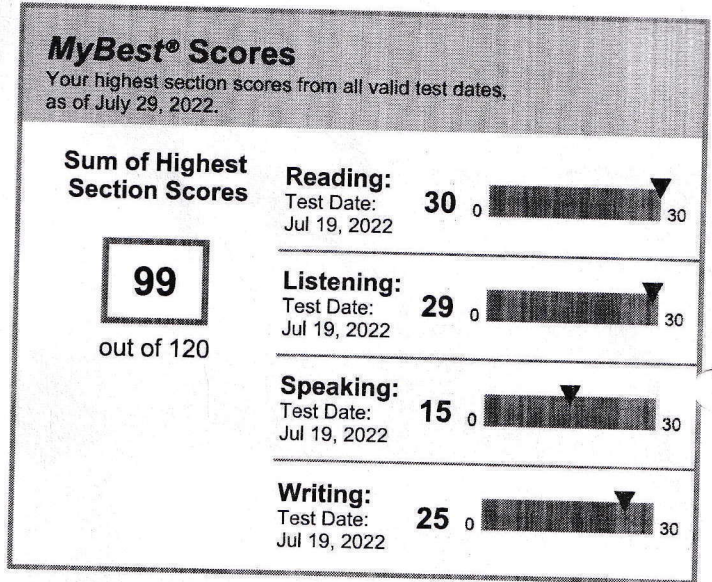 MyBest® Scores
Your highest section scores from all valid test dates,
as of July 29, 2022.
Sum of Highest
Section Scores
99
out of 120
Reading:
Test Date:
Jul 19, 2022
30
0
30
Listening:
Test Date:
Jul 19, 2022
29
0
30
Speaking:
Test Date:
Jul 19, 2022
15
0
30
Writing:
Test Date:
Jul 19, 2022
25
0
30